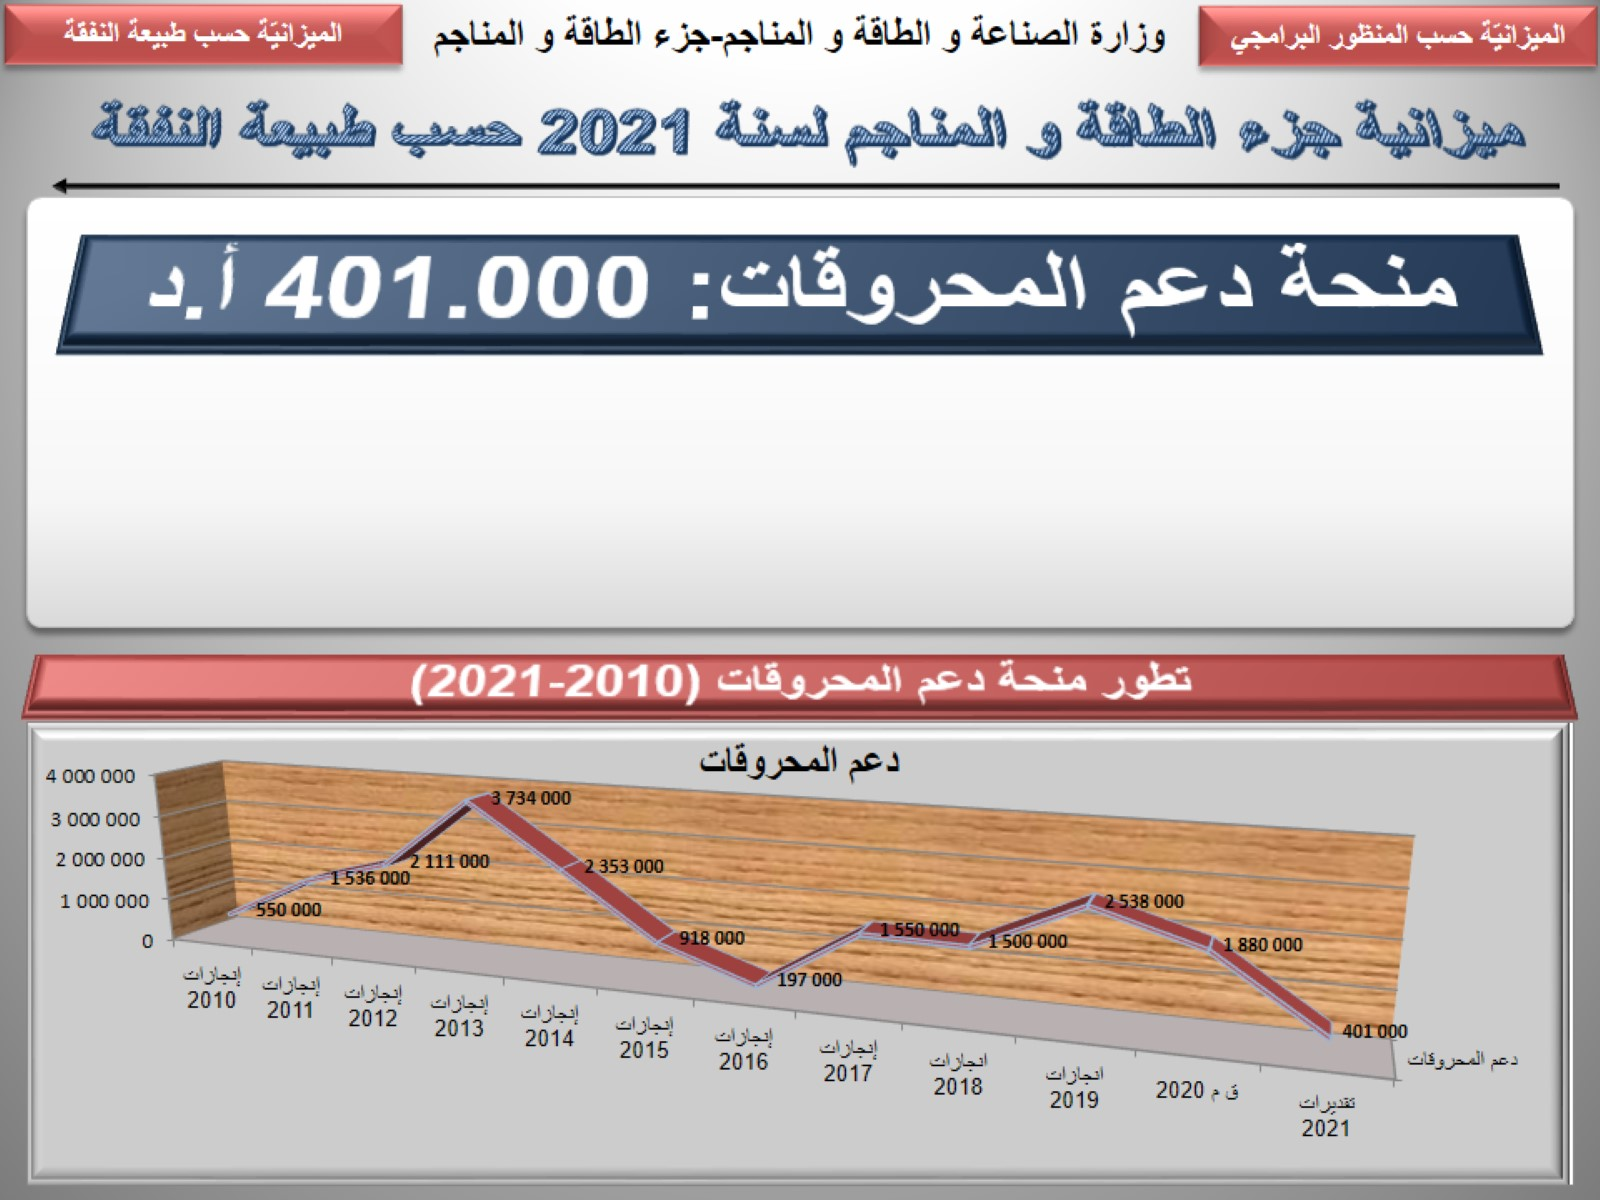 الميزانيّة حسب المنظور البرامجي
وزارة الصناعة و الطاقة و المناجم-جزء الطاقة و المناجم
الميزانيّة حسب طبيعة النفقة
ميزانية جزء الطاقة و المناجم لسنة 2021 حسب طبيعة النفقة
منحة دعم المحروقات: 401.000 أ.د
تطور منحة دعم المحروقات (2010-2021)
دعم المحروقات
4 000 000
3 000 000
2 000 000
1 000 000
0
550 000
1 536 000
2 111 000
3 734 000
2 353 000
918 000
197 000
1 550 000
1 500 000
2 538 000
1 880 000
401 000
إنجازات
2010
إنجازات
2011
إنجازات
2012
إنجازات
2013
إنجازات
2014
إنجازات
2015
إنجازات
2016
إنجازات
2017
انجازات
2018
انجازات
2019
ق م 2020
تقديرات
2021
دعم المحروقات